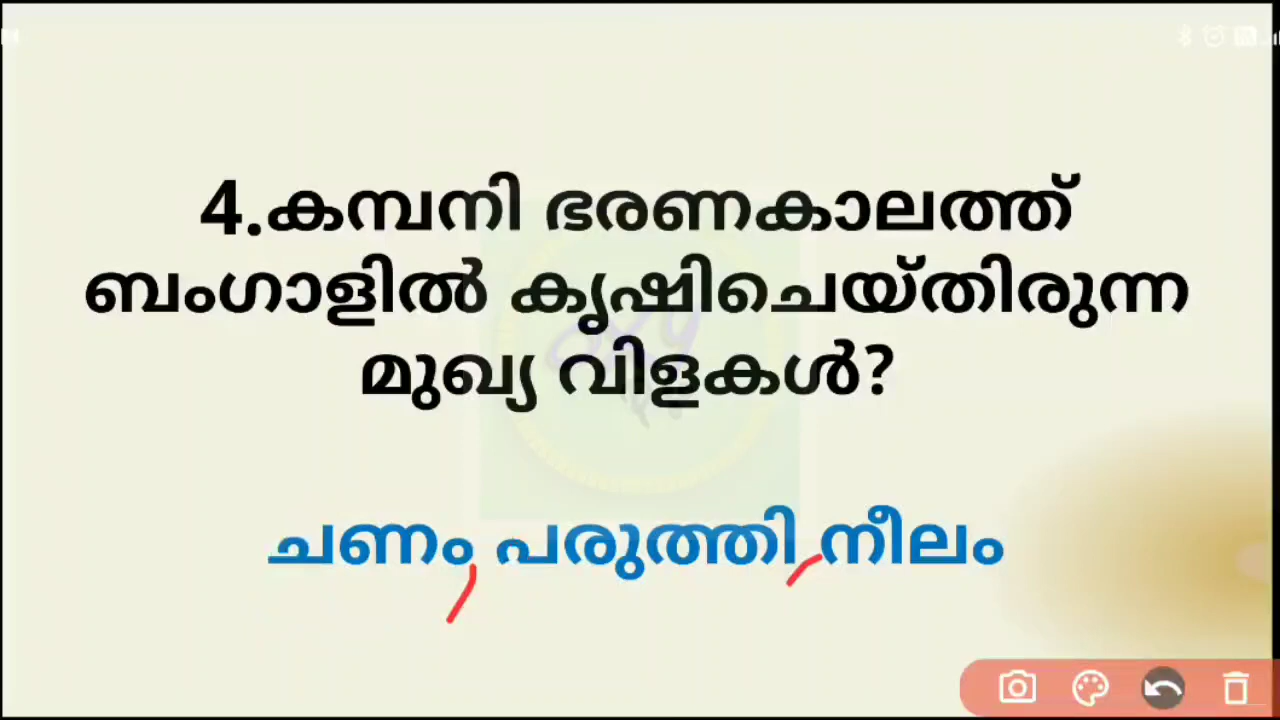 4.കമ്പനി ഭരണകാലത്ത്
ബംഗാളിൽ കൃഷിചെയ്തിരുന്ന
മുഖ്യ വിളകൾ?
ചണം, പരുത്തി, നീലം